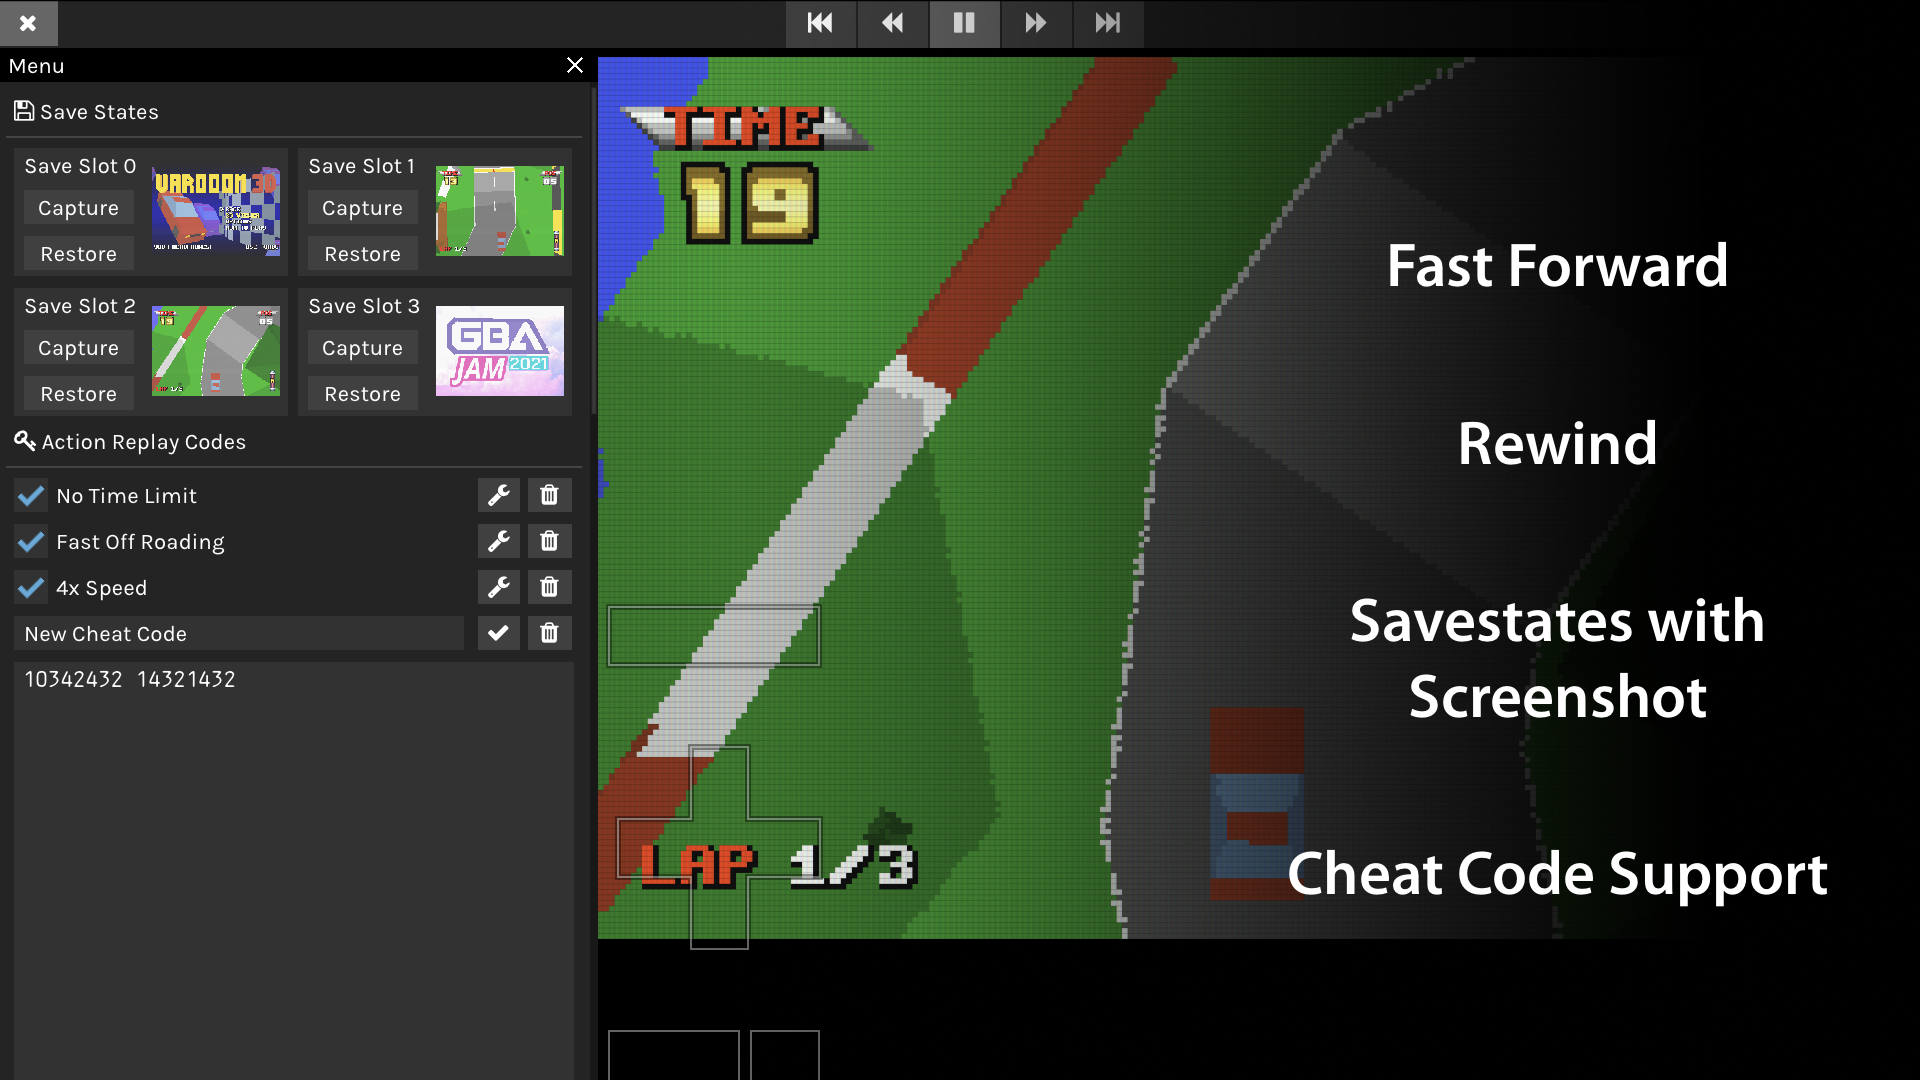 Menu
Save States
Save Slot 0
Capture
Restore
VAROOOM 3D
Save Slot 1
Capture
Restore
Save Slot 2
Capture
Restore
Save Slot 3
Capture
Restore
GBA
JAM 2021
Action Replay Codes
No Time Limit
Fast Off Roading
4x Speed
New Cheat Code
10342432 14321432
TIME
19
LAP 1/3
Fast Forward
Rewind
Savestates with
Screenshot
Cheat Code Support